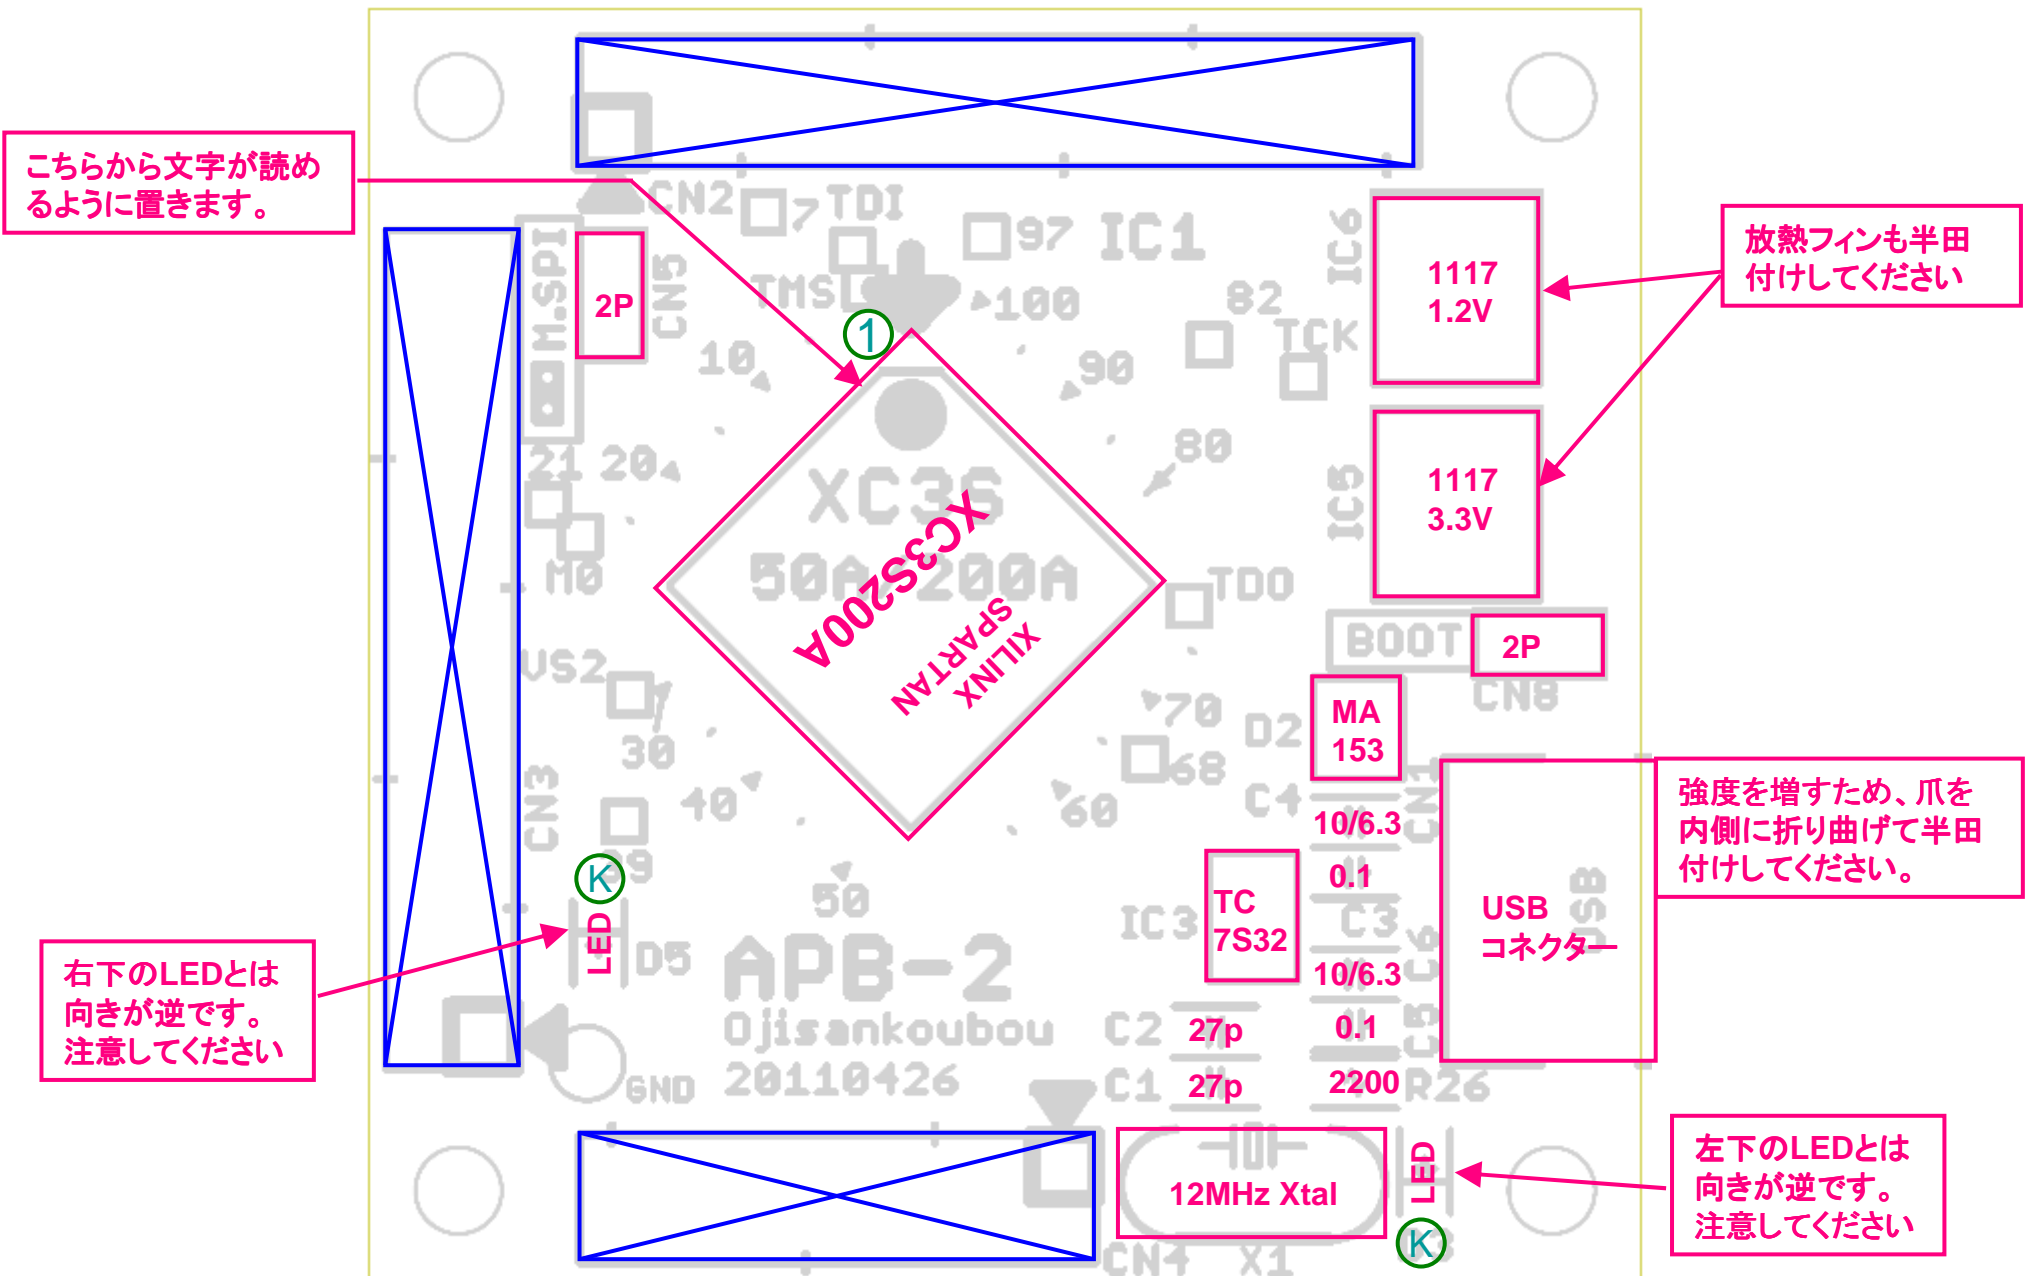 こちらから文字が読め
るように置きます。
CN2
7
TDI
97
IC1
IC6
1117
1.2V
放熱フィンも半田
付けしてください
M.SPI
2P
CN5
TMS
100
82
TCK
1
10
90
21
20
80
IC5
1117
3.3V
XC3S
50A/200A
XC3S200A
SPARTAN
XILINX
M0
TDO
BOOT
2P
CN8
VS2
30
70
68
D2
MA
153
CN3
40
60
C4
CN1
10/6.3
0.1
強度を増すため、爪を
内側に折り曲げて半田
付けしてください。
K
50
IC3
TC
7S32
C3
USB
コネクター
USB
LED
D5
右下のLEDとは
向きが逆です。
注意してください
APB-2
Ojisankoubou
20110426
GND
10/6.3
C6
C2
27p
0.1
C5
C1
27p
2200
R26
12MHz Xtal
LED
K
CN4
X1
左下のLEDとは
向きが逆です。
注意してください